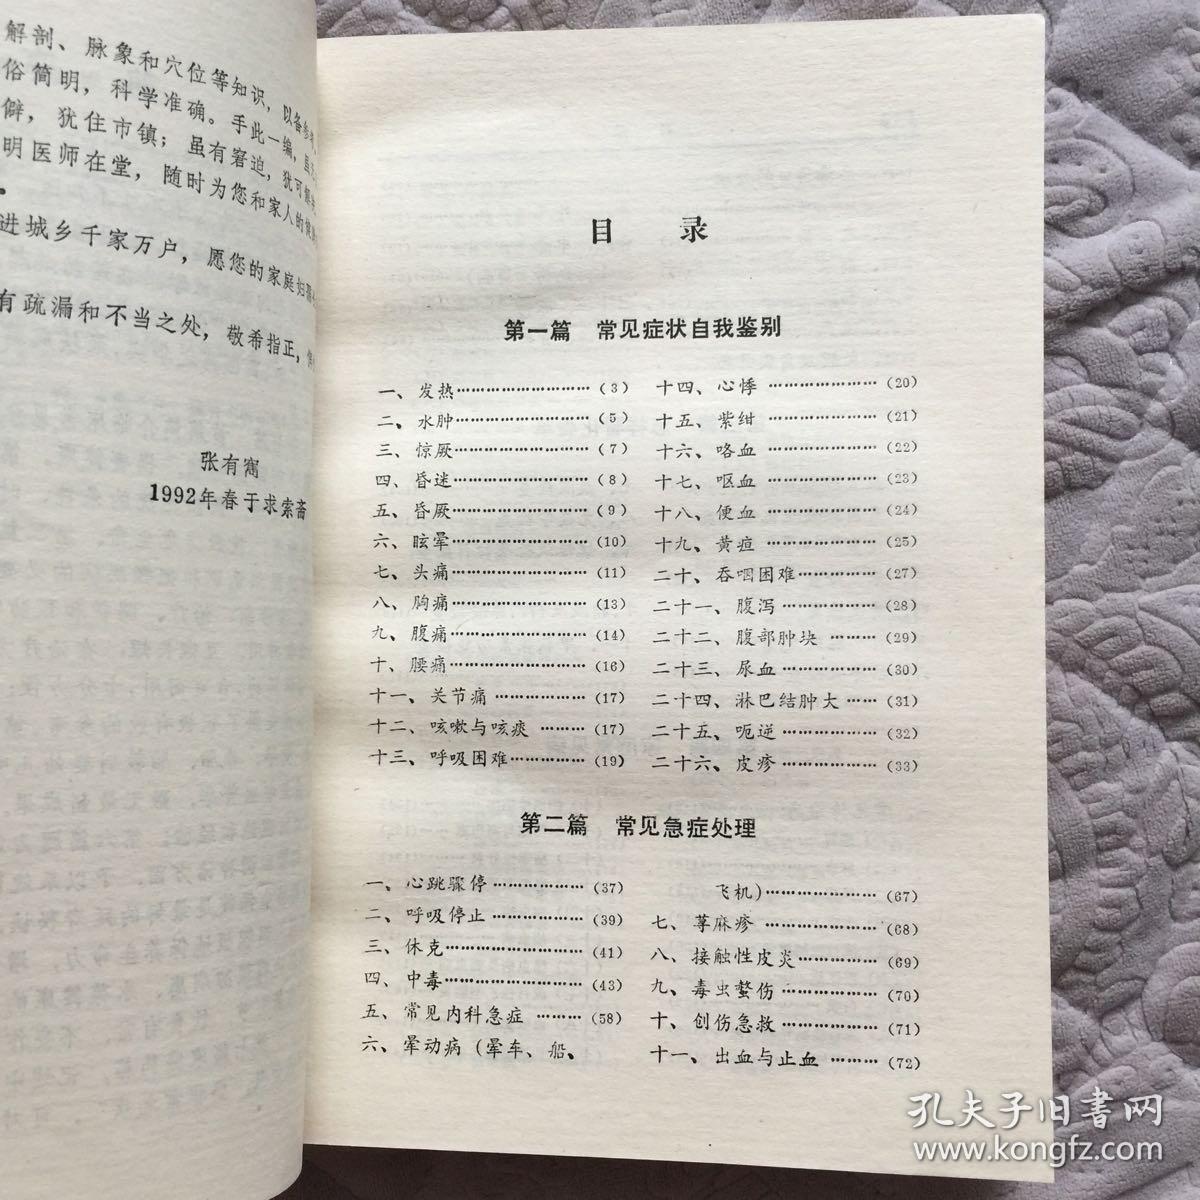 解剖、脉象和穴位等知识，以备参考
俗简明，科学准确。手此一编，虽
僻，犹住市镇；虽有窘迫，犹可
明医师在堂，随时为您和家人的健
进城乡千家万户，愿您的家庭妇
有疏漏和不当之处，敬希指正，
张有寯
1992年春于求索斋
目 录
第一篇 常见症状自我鉴别
一、发热…………………………（3）
二、水肿…………………………（5）
三、惊厥…………………………（7）
四、昏迷…………………………（8）
五、昏厥…………………………（9）
六、眩晕…………………………（10）
七、头痛…………………………（11）
八、胸痛…………………………（13）
九、腹痛…………………………（14）
十、腰痛…………………………（16）
十一、关节痛…………………（17）
十二、咳嗽与咳痰 ………（17）
十三、呼吸困难……………（19）
十四、心悸 …………………（20）
十五、紫绀 …………………（21）
十六、咯血 …………………（22）
十七、呕血 …………………（23）
十八、便血 …………………（24）
十九、黄疸 …………………（25）
二十、吞咽困难……………（27）
二十一、腹泻 ………………（28）
二十二、腹部肿块 ………（29）
二十三、尿血 ………………（30）
二十四、淋巴结肿大 ……（31）
二十五、呃逆 ………………（32）
二十六、皮疹 ………………（33）
第二篇 常见急症处理
一、心跳骤停 ………………（37）
二、呼吸停止 ………………（39）
三、休克………………………（41）
四、中毒………………………（43）
五、常见内科急症 ………（58）
六、晕动病（晕车、船、
飞机）…………………（67）
七、荨麻疹 …………………（68）
八、接触性皮炎……………（69）
九、毒虫螫伤 ………………（70）
十、创伤急救 ………………（71）
十一、出血与止血 ………（72）
孔夫子旧书网
www.kongfz.com